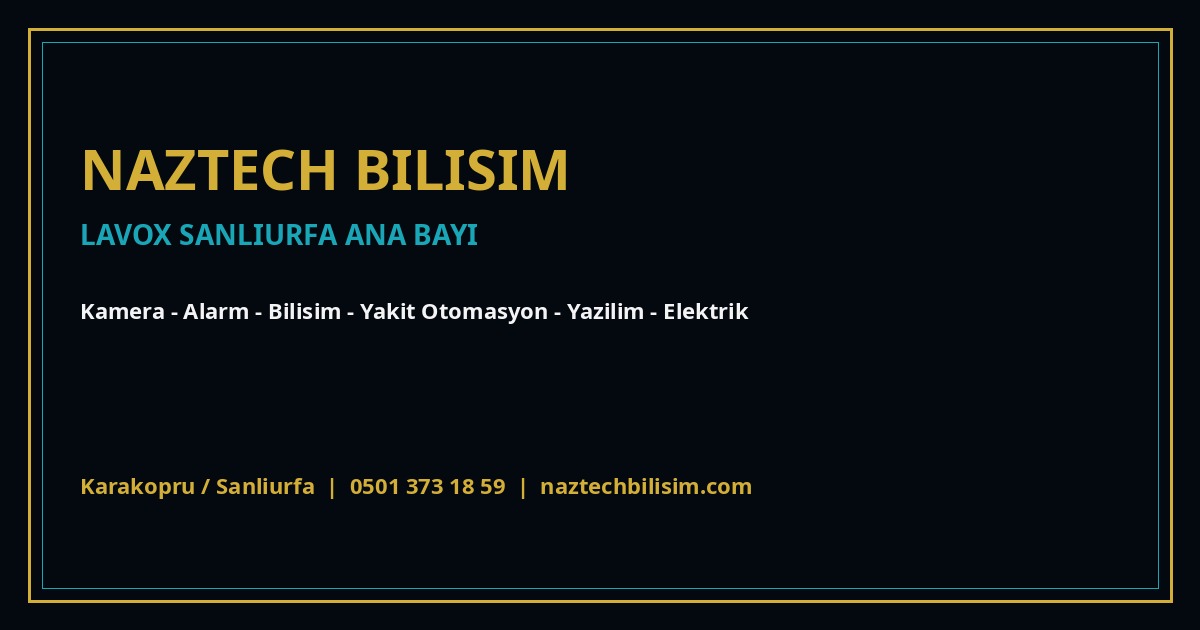 NAZTECH BILISIM
LAVOX SANLIURFA ANA BAYI
Kamera - Alarm - Bilisim - Yakit Otomasyon - Yazilim - Elektrik
Karakopru / Sanliurfa | 0501 373 18 59 | naztechbilisim.com